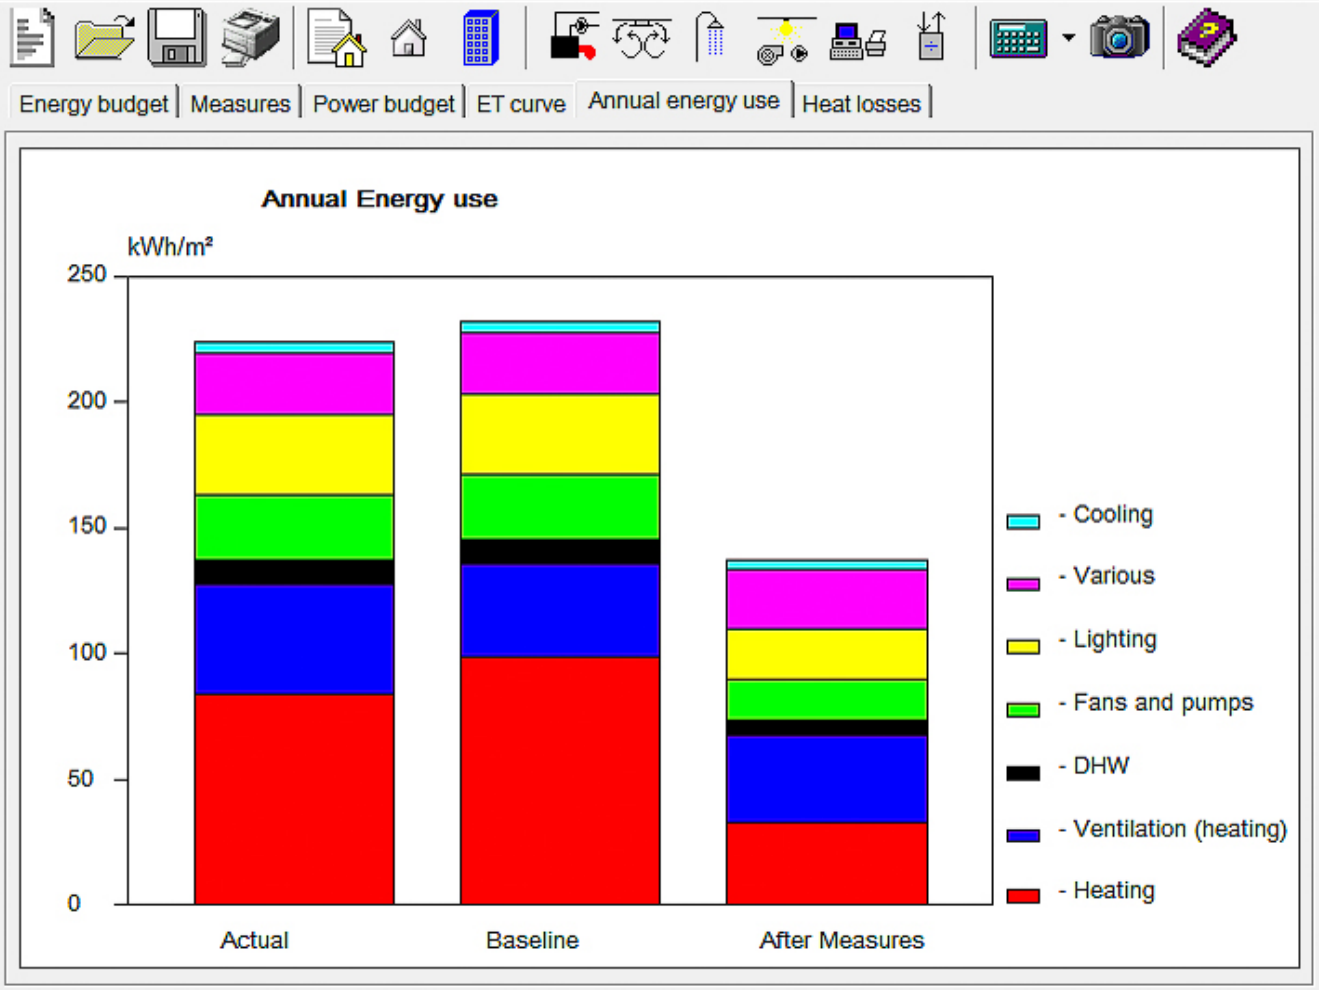 Energy budget Measures Power budget ET curve Annual energy use Heat losses
Annual Energy use
kWh/m²
250
200
150
100
50
0
Actual Baseline After Measures
- Cooling
- Various
- Lighting
- Fans and pumps
- DHW
- Ventilation (heating)
- Heating